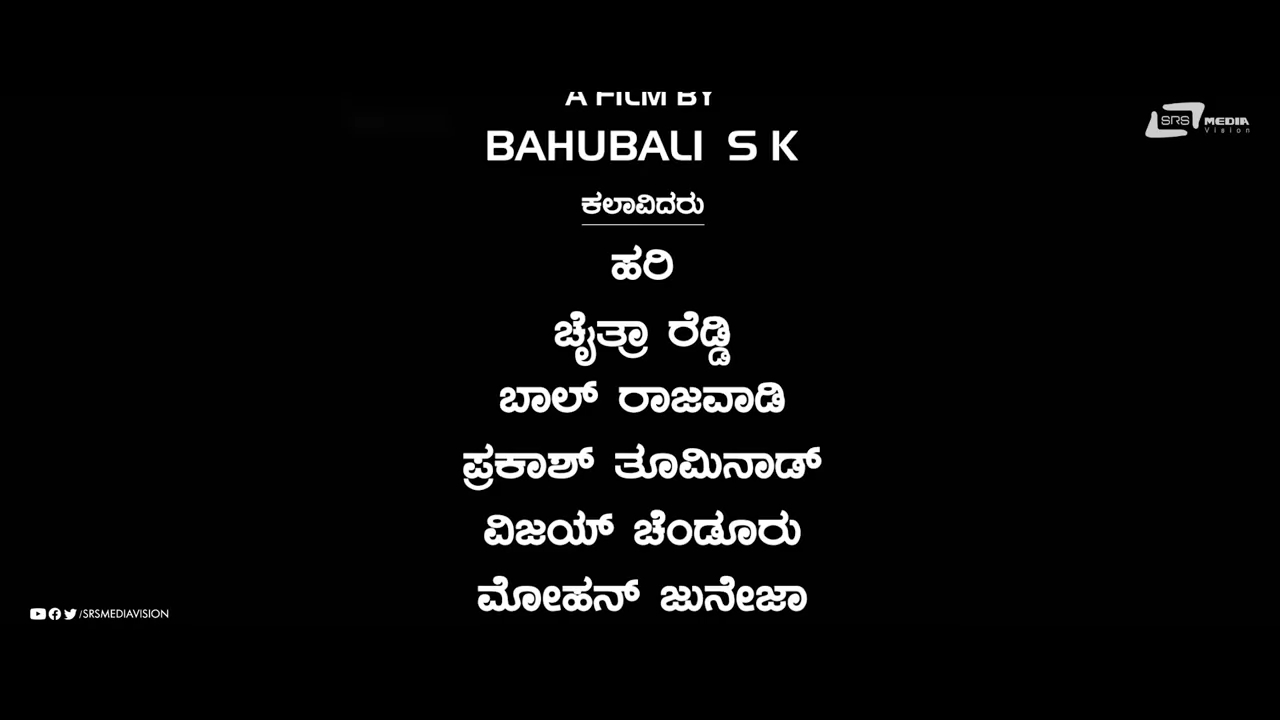 A FILM BY
BAHUBALI S K
SRS MEDIA
Vision
ಕಲಾವಿದರು
ಹರಿ
ಚೈತ್ರಾ ರೆಡ್ಡಿ
ಬಾಲ್ ರಾಜವಾಡಿ
ಪ್ರಕಾಶ್ ತೂಮಿನಾಡ್
ವಿಜಯ್ ಚೆಂಡೂರು
ಮೋಹನ್ ಜುನೇಜಾ
/SRSMEDIAVISION